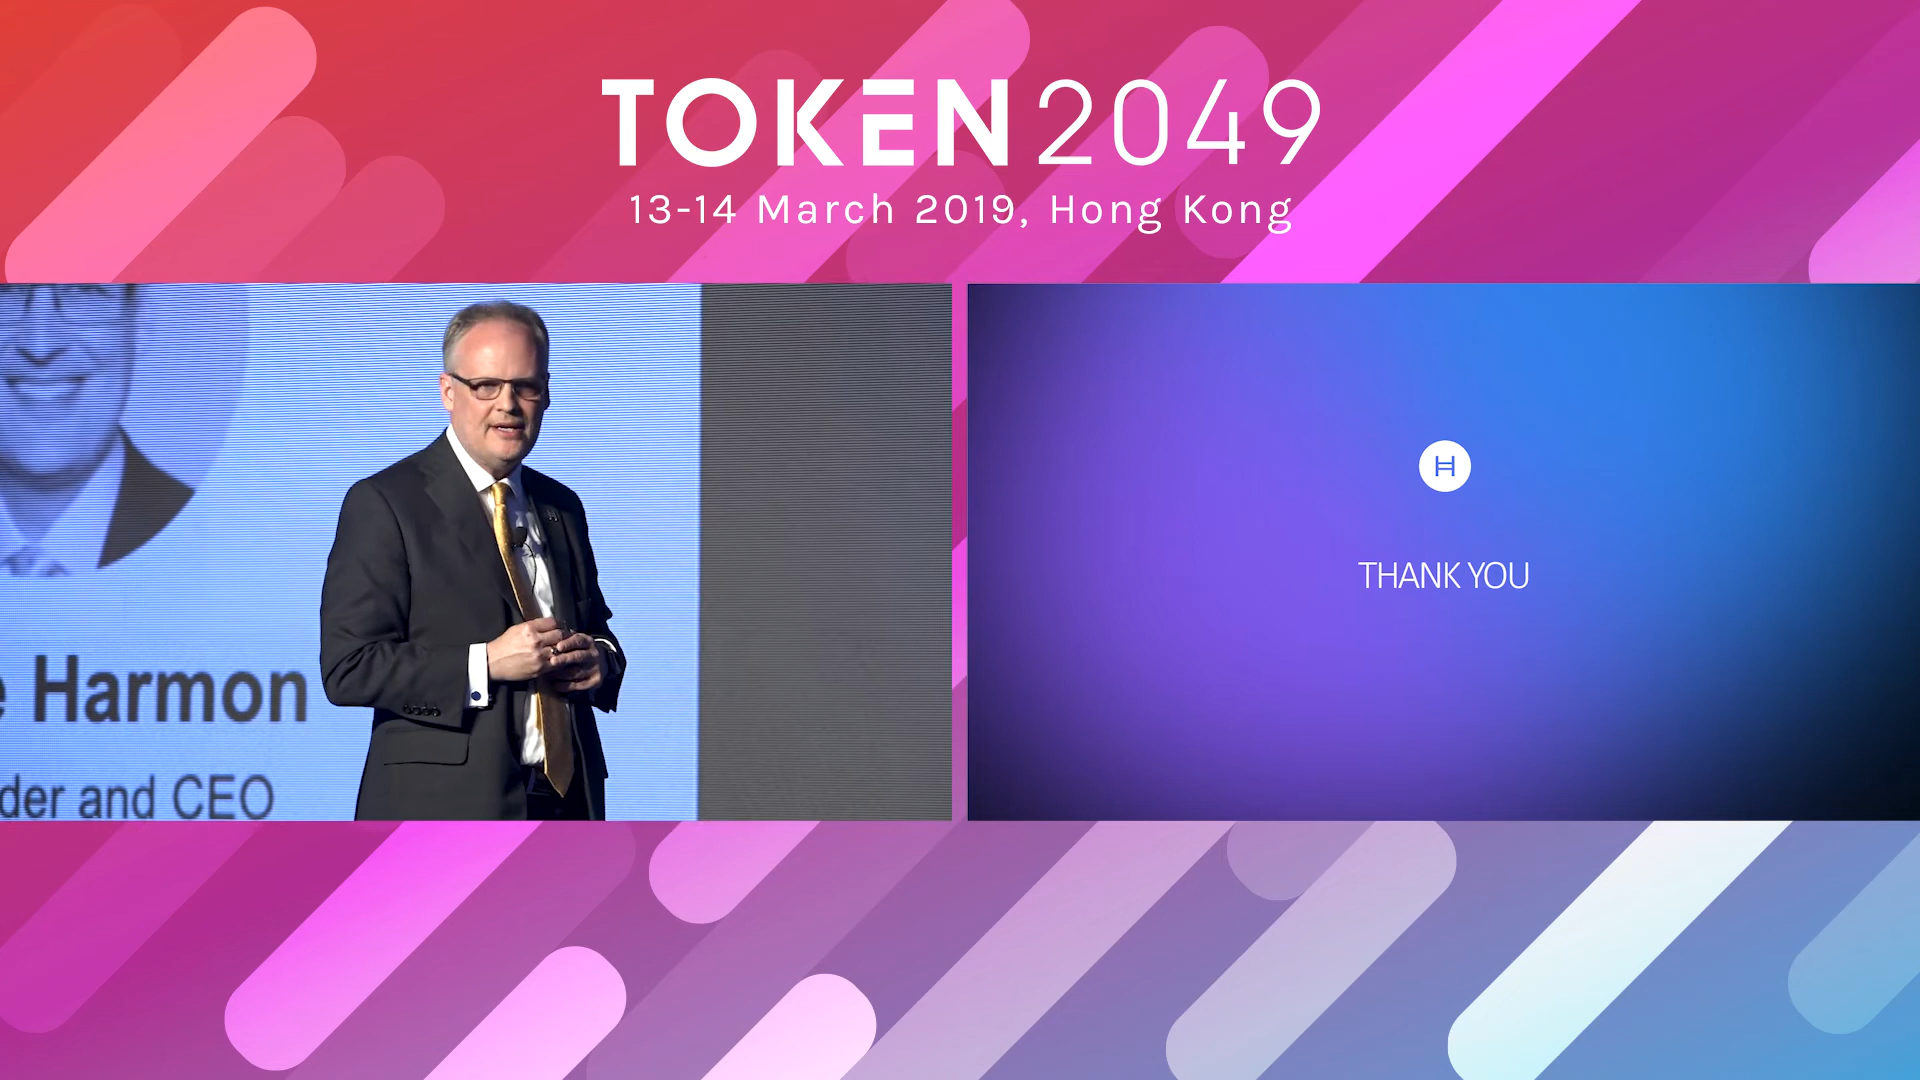 TOKEN2049
13-14 March 2019, Hong Kong
Harmon
der and CEO
H
THANK YOU